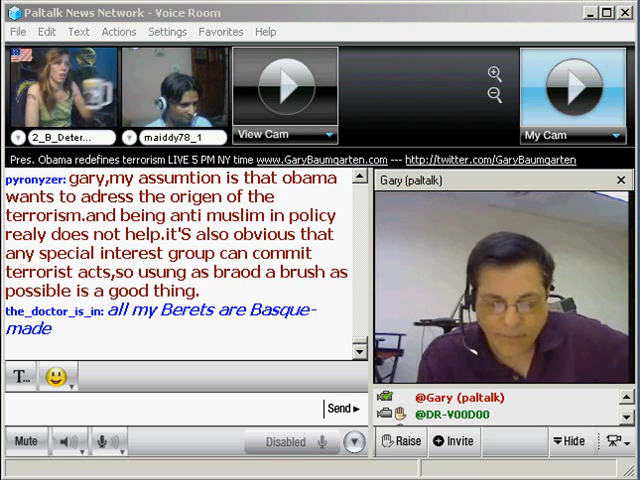 Paltalk News Network - Voice Room
File Edit Text Actions Settings Favorites Help
2_B_Deter...
maiddy78_1
View Cam
My Cam
Pres. Obama redefines terrorism LIVE 5 PM NY time www.GaryBaumgarten.com --- http://twitter.com/GaryBaumgarten
pyronyzer: gary,my assumtion is that obama
wants to adress the origen of the
terrorism.and being anti muslim in policy
realy does not help.it'S also obvious that
any special interest group can commit
terrorist acts,so usung as braod a brush as
possible is a good thing.
the_doctor_is_in: all my Berets are Basque-
made
Gary (paltalk)
T...
Send
@Gary (paltalk)
@DR-V00D00
Mute
Disabled
Raise
Invite
Hide